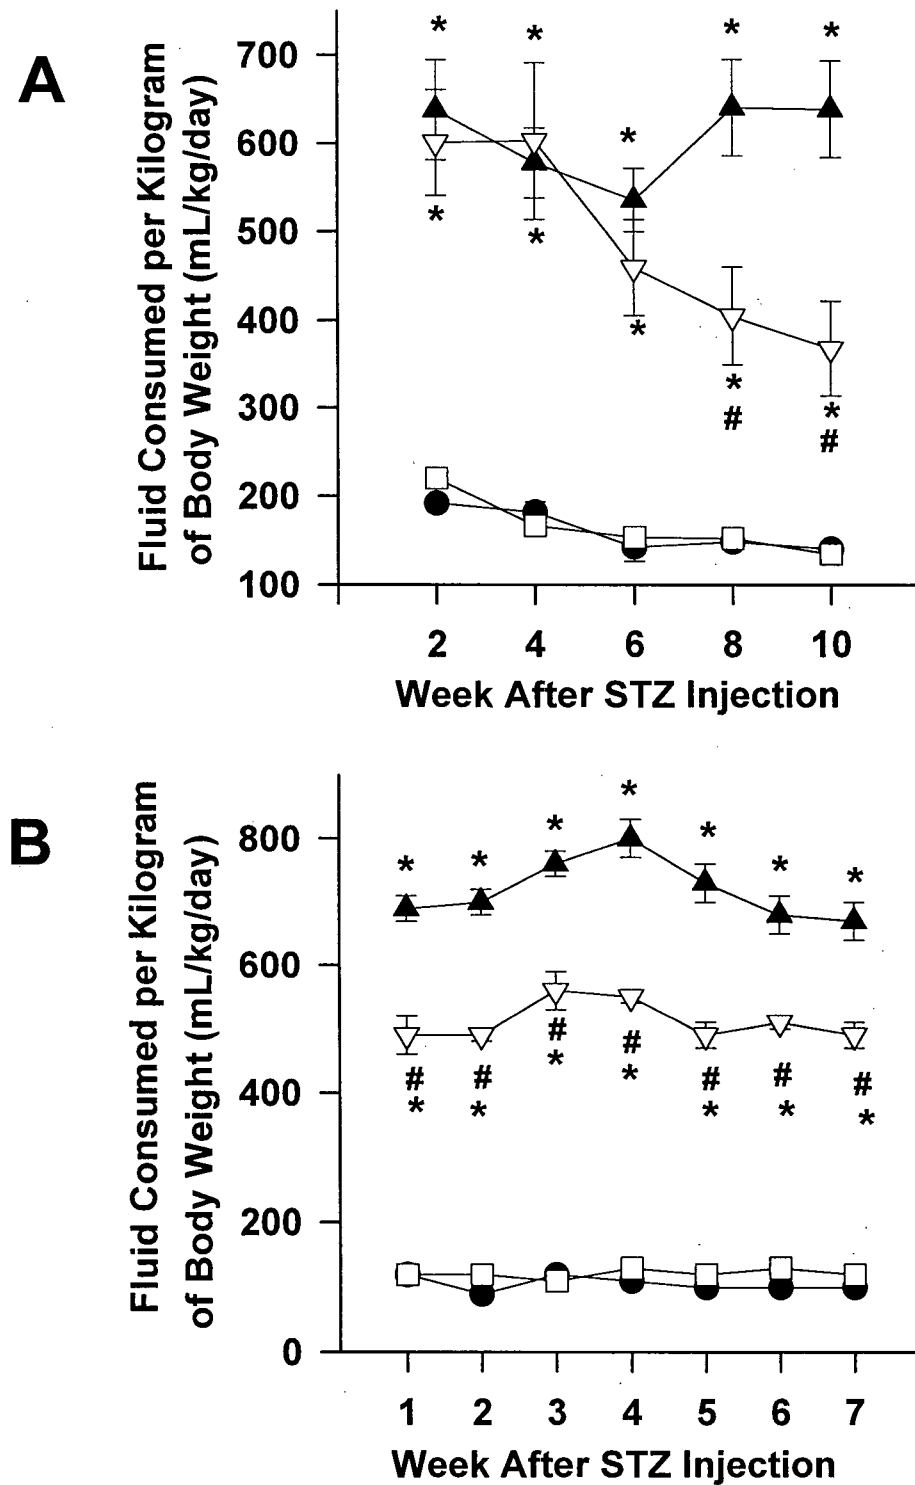 A
Fluid Consumed per Kilogram
of Body Weight (mL/kg/day)
700
600
500
400
300
200
100
* * * * *
* * * * *
# #
2 4 6 8 10
Week After STZ Injection
B
Fluid Consumed per Kilogram
of Body Weight (mL/kg/day)
800
600
400
200
0
* * * * * * *
# # # # # # #
* * * * * * *
1 2 3 4 5 6 7
Week After STZ Injection